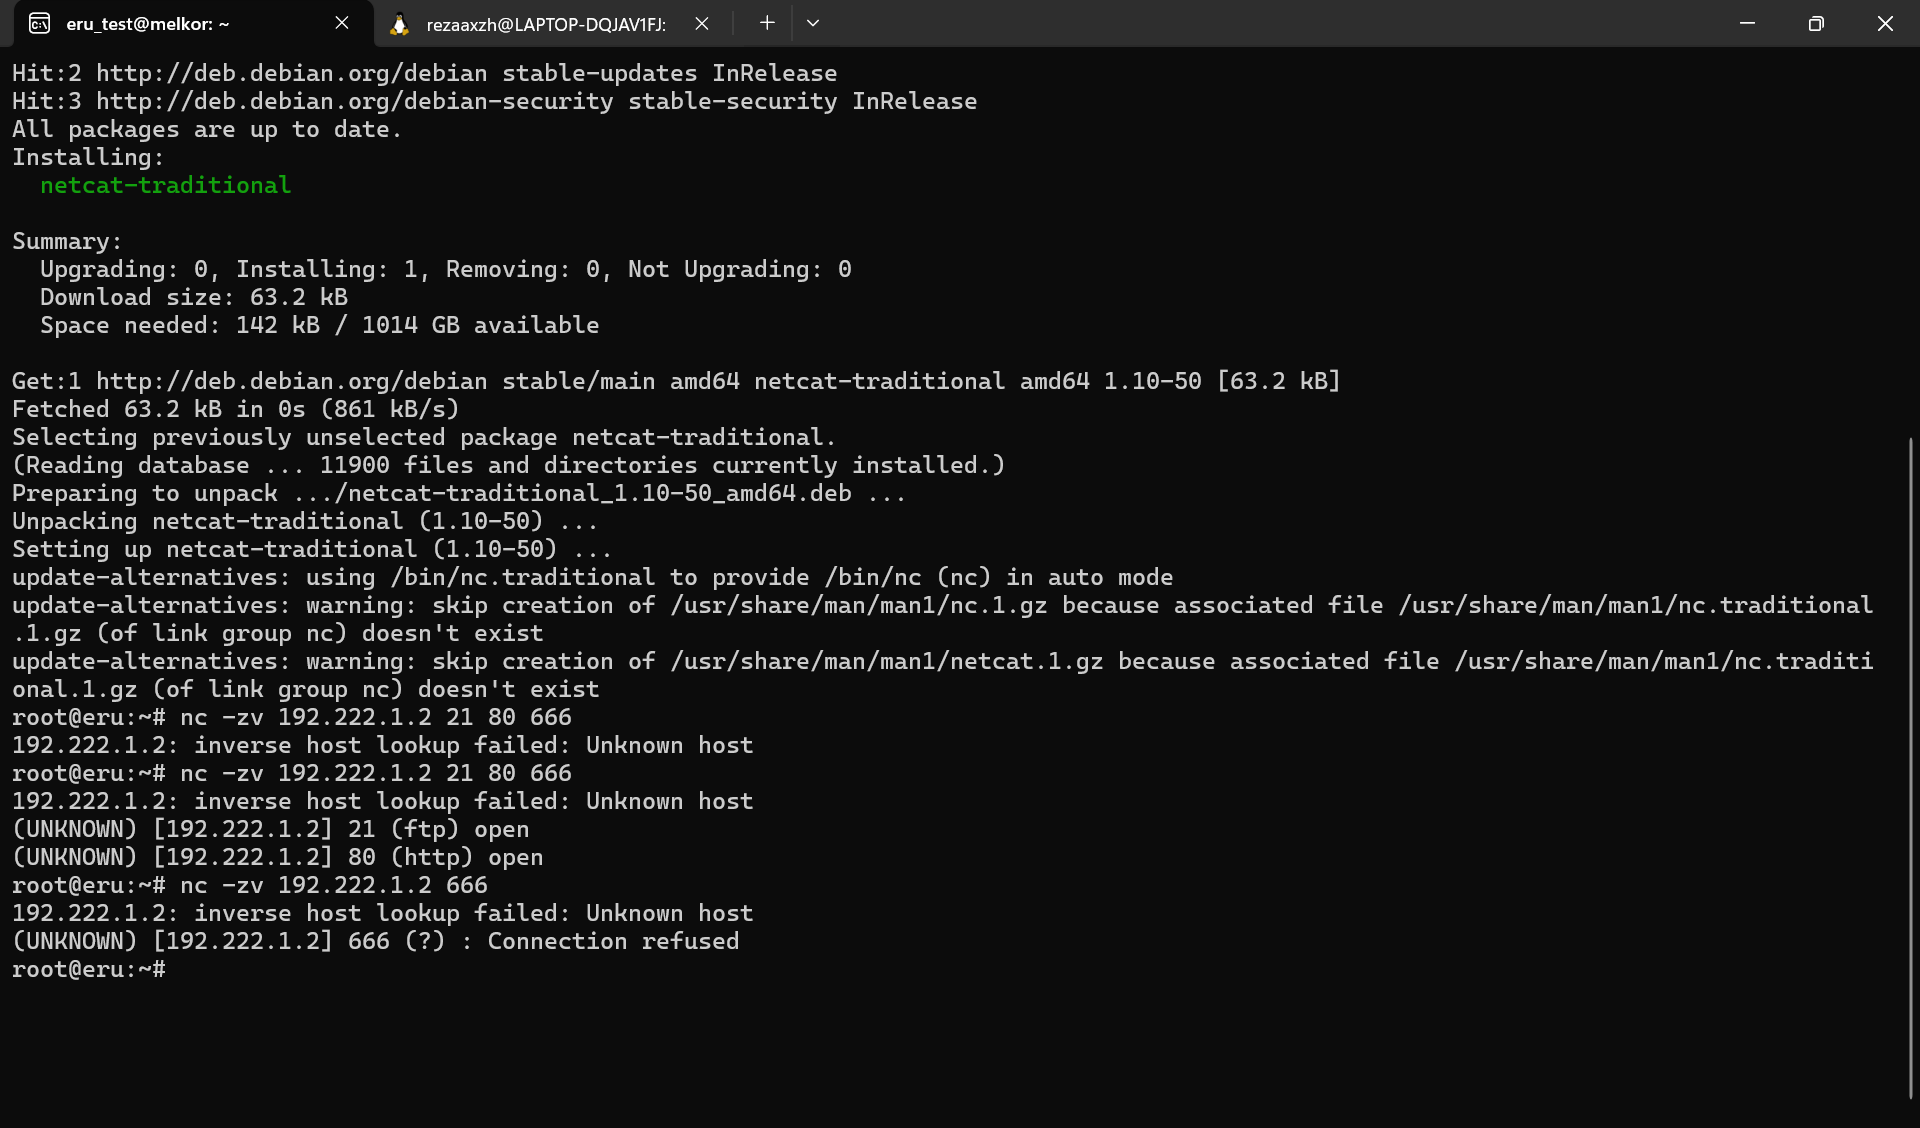 eru_test@melkor: ~
rezaaxzh@LAPTOP-DQJAV1FJ:
Hit:2 http://deb.debian.org/debian stable-updates InRelease
Hit:3 http://deb.debian.org/debian-security stable-security InRelease
All packages are up to date.
Installing:
  netcat-traditional

Summary:
  Upgrading: 0, Installing: 1, Removing: 0, Not Upgrading: 0
  Download size: 63.2 kB
  Space needed: 142 kB / 1014 GB available

Get:1 http://deb.debian.org/debian stable/main amd64 netcat-traditional amd64 1.10-50 [63.2 kB]
Fetched 63.2 kB in 0s (861 kB/s)
Selecting previously unselected package netcat-traditional.
(Reading database ... 11900 files and directories currently installed.)
Preparing to unpack .../netcat-traditional_1.10-50_amd64.deb ...
Unpacking netcat-traditional (1.10-50) ...
Setting up netcat-traditional (1.10-50) ...
update-alternatives: using /bin/nc.traditional to provide /bin/nc (nc) in auto mode
update-alternatives: warning: skip creation of /usr/share/man/man1/nc.1.gz because associated file /usr/share/man/man1/nc.traditional
.1.gz (of link group nc) doesn't exist
update-alternatives: warning: skip creation of /usr/share/man/man1/netcat.1.gz because associated file /usr/share/man/man1/nc.traditi
onal.1.gz (of link group nc) doesn't exist
root@eru:~# nc -zv 192.222.1.2 21 80 666
192.222.1.2: inverse host lookup failed: Unknown host
root@eru:~# nc -zv 192.222.1.2 21 80 666
192.222.1.2: inverse host lookup failed: Unknown host
(UNKNOWN) [192.222.1.2] 21 (ftp) open
(UNKNOWN) [192.222.1.2] 80 (http) open
root@eru:~# nc -zv 192.222.1.2 666
192.222.1.2: inverse host lookup failed: Unknown host
(UNKNOWN) [192.222.1.2] 666 (?) : Connection refused
root@eru:~#